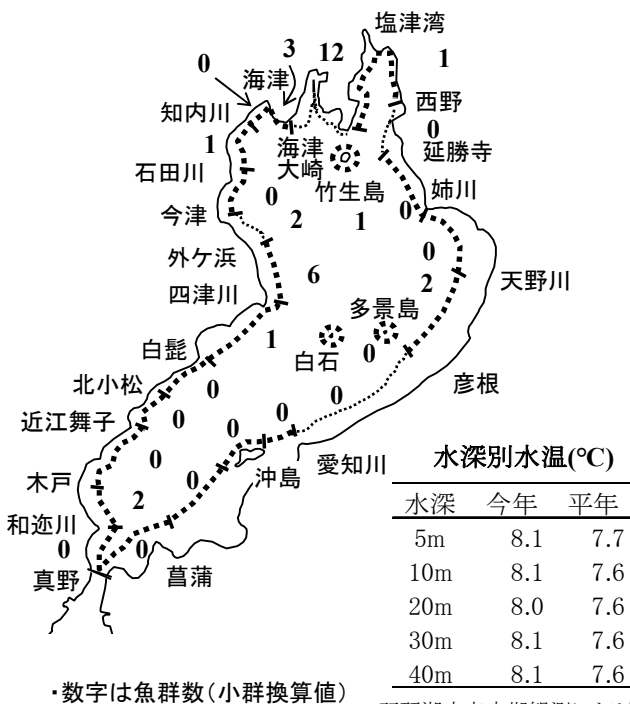 塩津湾
0 3 12 1
海津
知内川
西野
1 海津大崎 0
延勝寺
石田川
竹生島
姉川
0
今津 2 1 0
外ケ浜 0
6
天野川
四津川 2
多景島
1
白髭 白石 0
彦根
北小松 0 0
近江舞子 0 0 0
愛知川
0 沖島
木戸 0
2
和迩川
0 0
真野 菖蒲
水深別水温(℃)
水深 今年 平年
5m 8.1 7.7
10m 8.1 7.6
20m 8.0 7.6
30m 8.1 7.6
40m 8.1 7.6
・数字は魚群数(小群換算値)